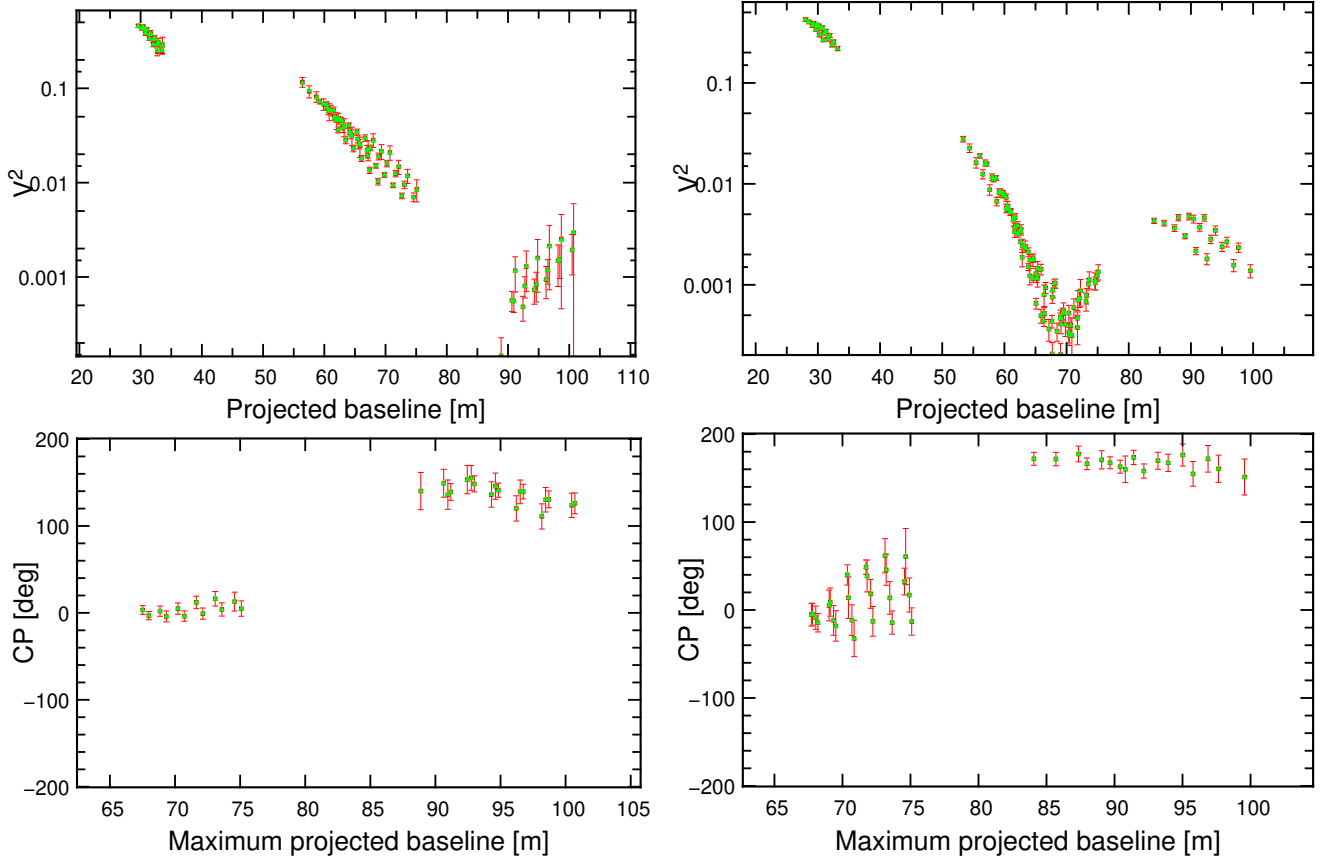 0.1
0.01
0.001
V2
20 30 40 50 60 70 80 90 100 110
Projected baseline [m]
0.1
0.01
0.001
V2
20 30 40 50 60 70 80 90 100
Projected baseline [m]
200
100
0
−100
−200
CP [deg]
65 70 75 80 85 90 95 100 105
Maximum projected baseline [m]
200
100
0
−100
−200
CP [deg]
65 70 75 80 85 90 95 100
Maximum projected baseline [m]